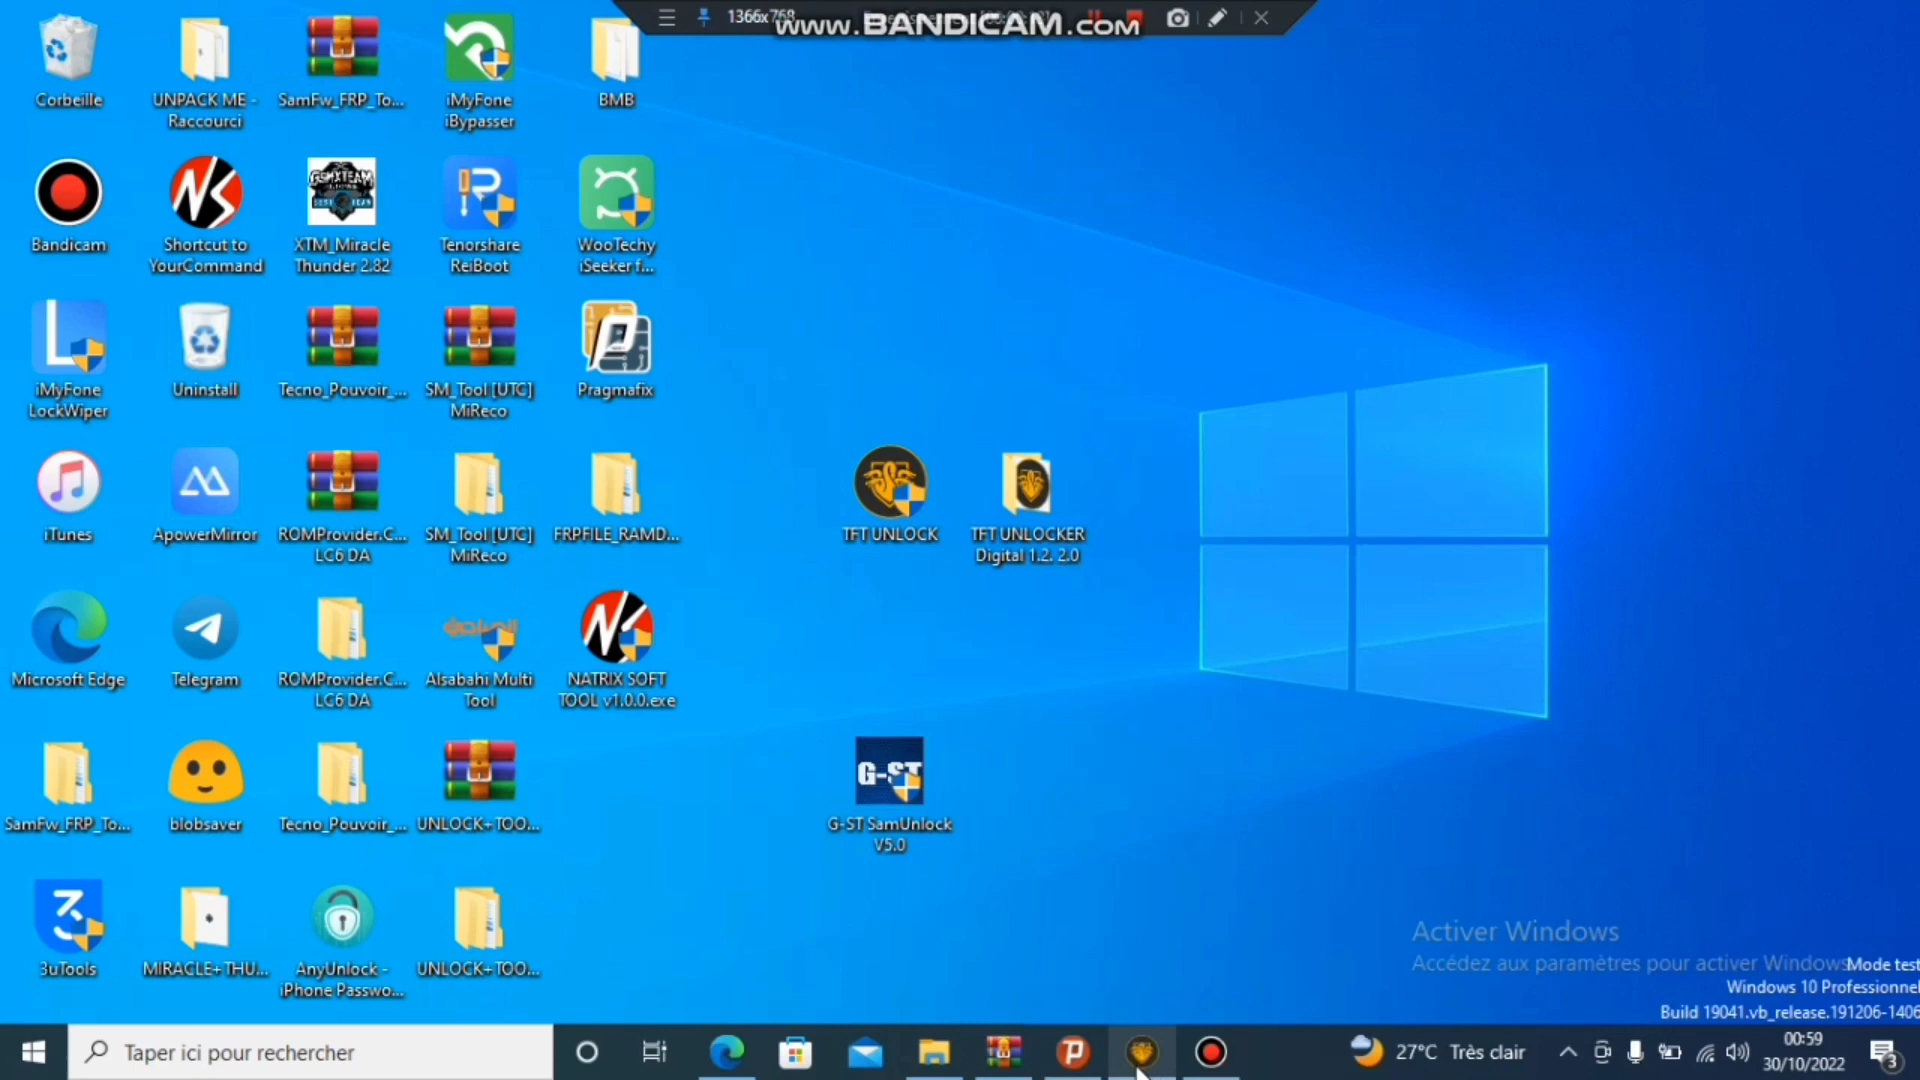 1366x768
www.BANDICAM.com
Corbeille
UNPACK ME -
Raccourci
SamFw_FRP_To...
iMyFone
iBypasser
BMB
Bandicam
Shortcut to
YourCommand
XTM_Miracle
Thunder 2.82
Tenorshare
ReiBoot
WooTechy
iSeeker f...
iMyFone
LockWiper
Uninstall
Tecno_Pouvoir_...
SM_Tool [UTC]
MiReco
Pragmafix
iTunes
ApowerMirror
ROMProvider.C...
LC6 DA
SM_Tool [UTC]
MiReco
FRPFILE_RAMD...
TFT UNLOCK
TFT UNLOCKER
Digital 1.2. 2.0
Microsoft Edge
Telegram
ROMProvider.C...
LC6 DA
Alsabahi Multi
Tool
NATRIX SOFT
TOOL v1.0.0.exe
SamFw_FRP_To...
blobsaver
Tecno_Pouvoir_...
UNLOCK+TOO...
G-ST
G-ST SamUnlock
V5.0
3uTools
MIRACLE+THU...
AnyUnlock -
iPhone Passwo...
UNLOCK+TOO...
Activer Windows
Accédez aux paramètres pour activer Windows
Mode test
Windows 10 Professionnel
Build 19041.vb_release.191206-1406
Taper ici pour rechercher
27°C Très clair
00:59
30/10/2022
3